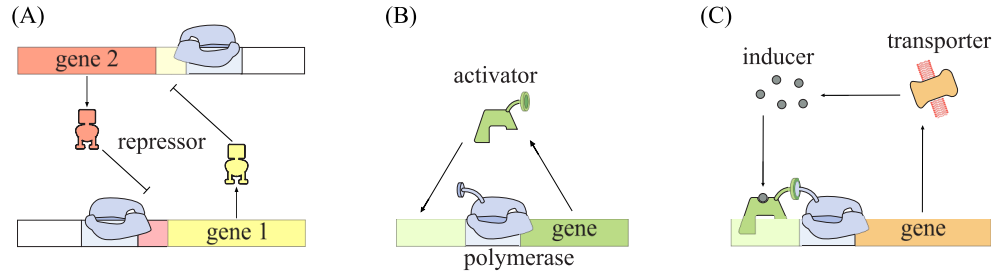 (A)
gene 2
repressor
gene 1
(B)
activator
gene
polymerase
(C)
inducer
transporter
gene